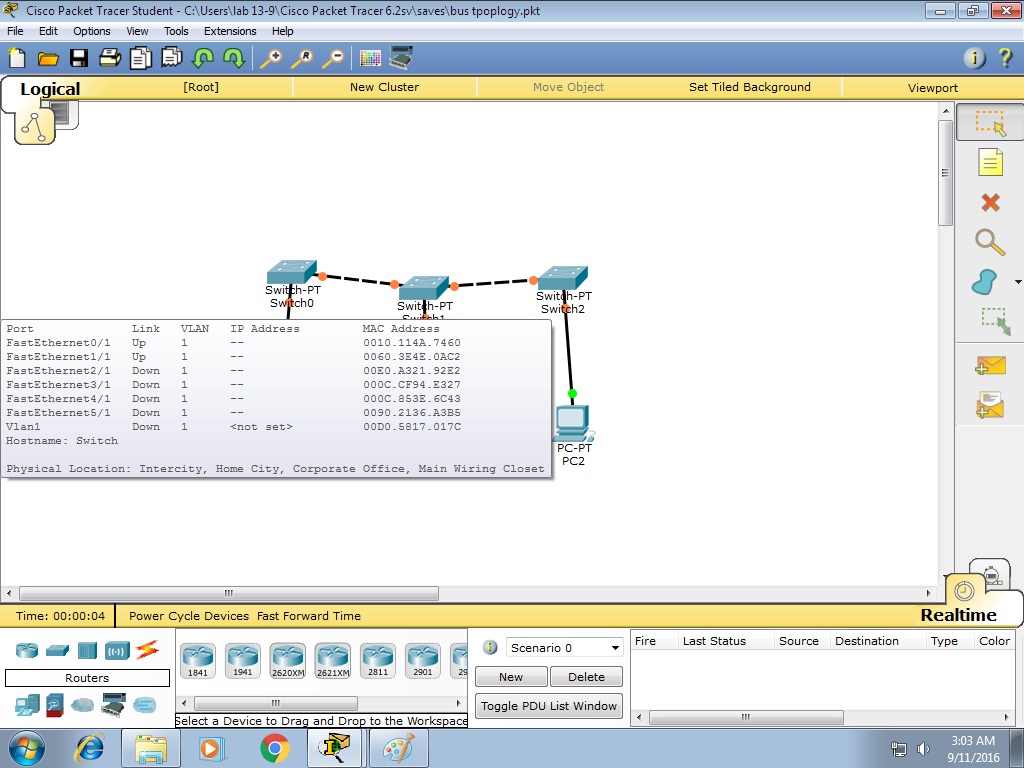 Cisco Packet Tracer Student - C:\Users\lab 13-9\Cisco Packet Tracer 6.2sv\saves\bus tpoplogy.pkt
File Edit Options View Tools Extensions Help
Logical [Root] New Cluster Move Object Set Tiled Background Viewport
Switch-PT
Switch0
Switch-PT
Switch1
Switch-PT
Switch2
Port Link VLAN IP Address MAC Address
FastEthernet0/1 Up 1 -- 0010.114A.7460
FastEthernet1/1 Up 1 -- 0060.3E4E.0AC2
FastEthernet2/1 Down 1 -- 00E0.A321.92E2
FastEthernet3/1 Down 1 -- 000C.CF94.E327
FastEthernet4/1 Down 1 -- 000C.853E.6C43
FastEthernet5/1 Down 1 -- 0090.2136.A3B5
Vlan1 Down 1 <not set> 00D0.5817.017C
Hostname: Switch
Physical Location: Intercity, Home City, Corporate Office, Main Wiring Closet
PC-PT
PC2
Time: 00:00:04 Power Cycle Devices Fast Forward Time
Realtime
Routers
1841 1941 2620XM 2621XM 2811 2901 29
Select a Device to Drag and Drop to the Workspace
Scenario 0
New Delete
Toggle PDU List Window
Fire Last Status Source Destination Type Color
3:03 AM
9/11/2016